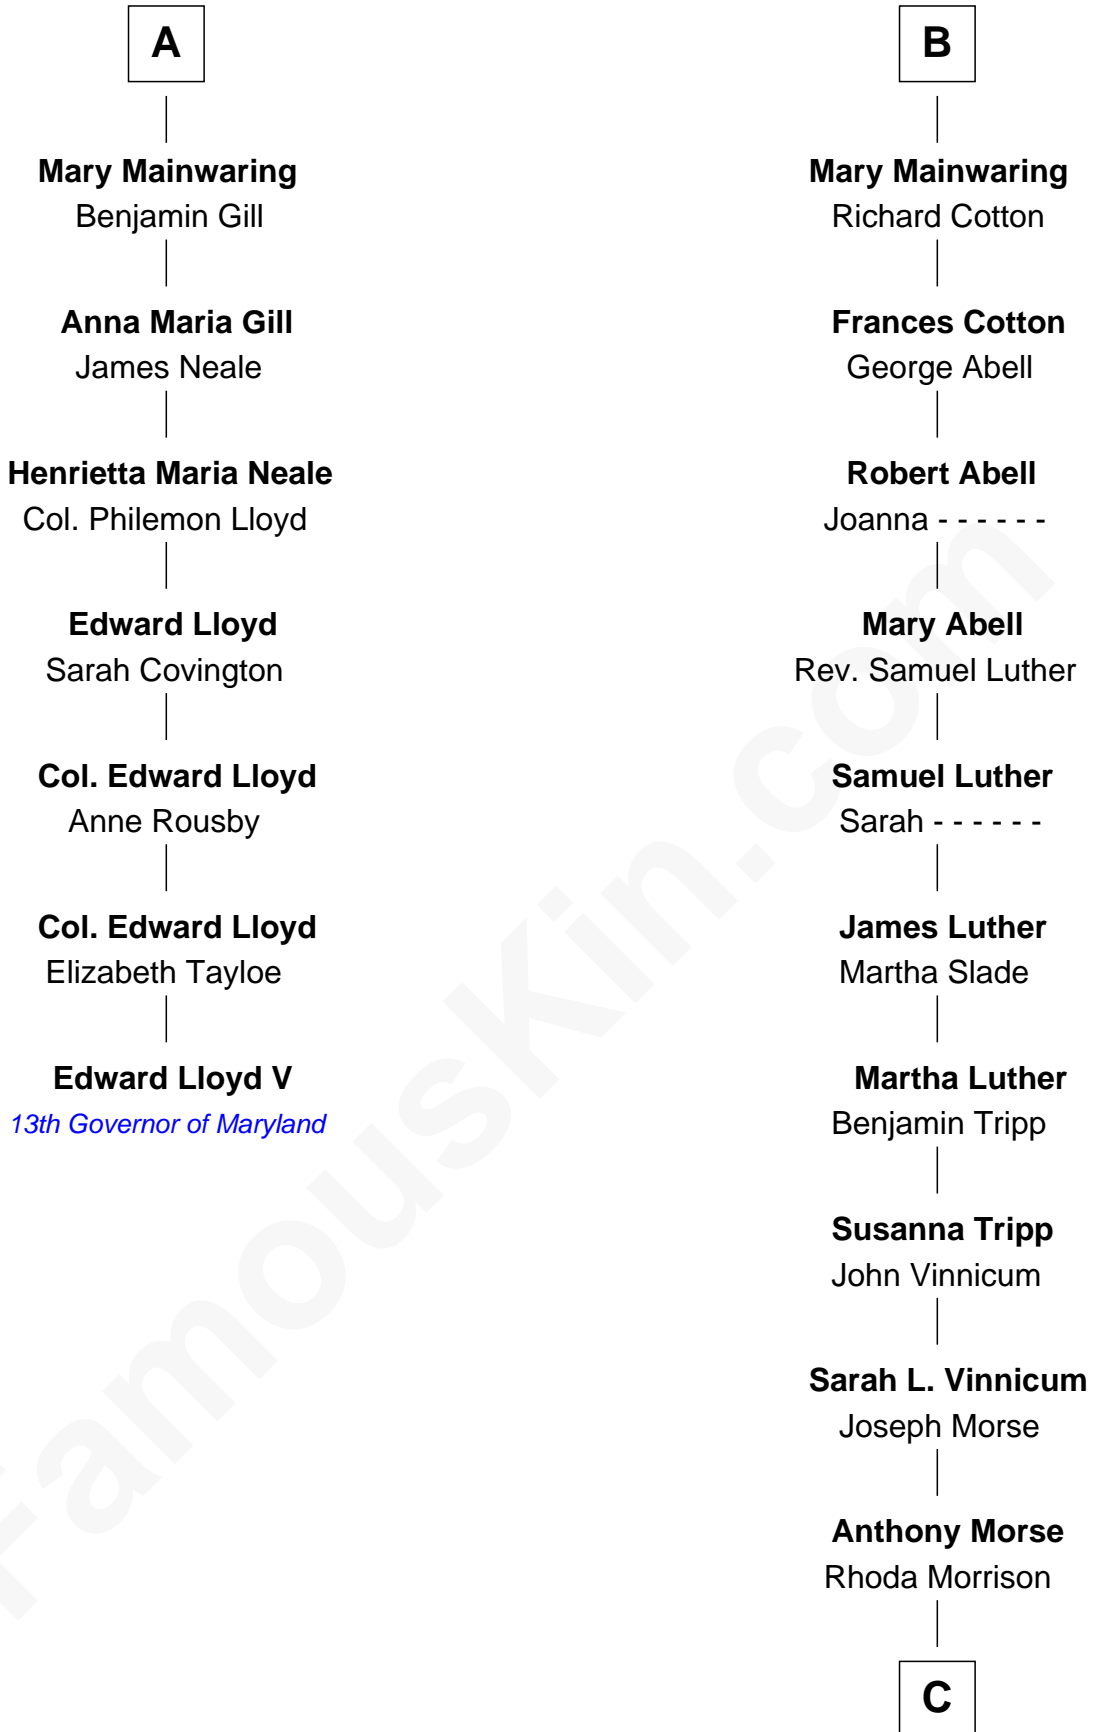 A
Mary Mainwaring
Benjamin Gill
Anna Maria Gill
James Neale
Henrietta Maria Neale
Col. Philemon Lloyd
Edward Lloyd
Sarah Covington
Col. Edward Lloyd
Anne Rousby
Col. Edward Lloyd
Elizabeth Tayloe
Edward Lloyd V
13th Governor of Maryland
B
Mary Mainwaring
Richard Cotton
Frances Cotton
George Abell
Robert Abell
Joanna - - - - - -
Mary Abell
Rev. Samuel Luther
Samuel Luther
Sarah - - - - - -
James Luther
Martha Slade
Martha Luther
Benjamin Tripp
Susanna Tripp
John Vinnicum
Sarah L. Vinnicum
Joseph Morse
Anthony Morse
Rhoda Morrison
C
FamousKin.com